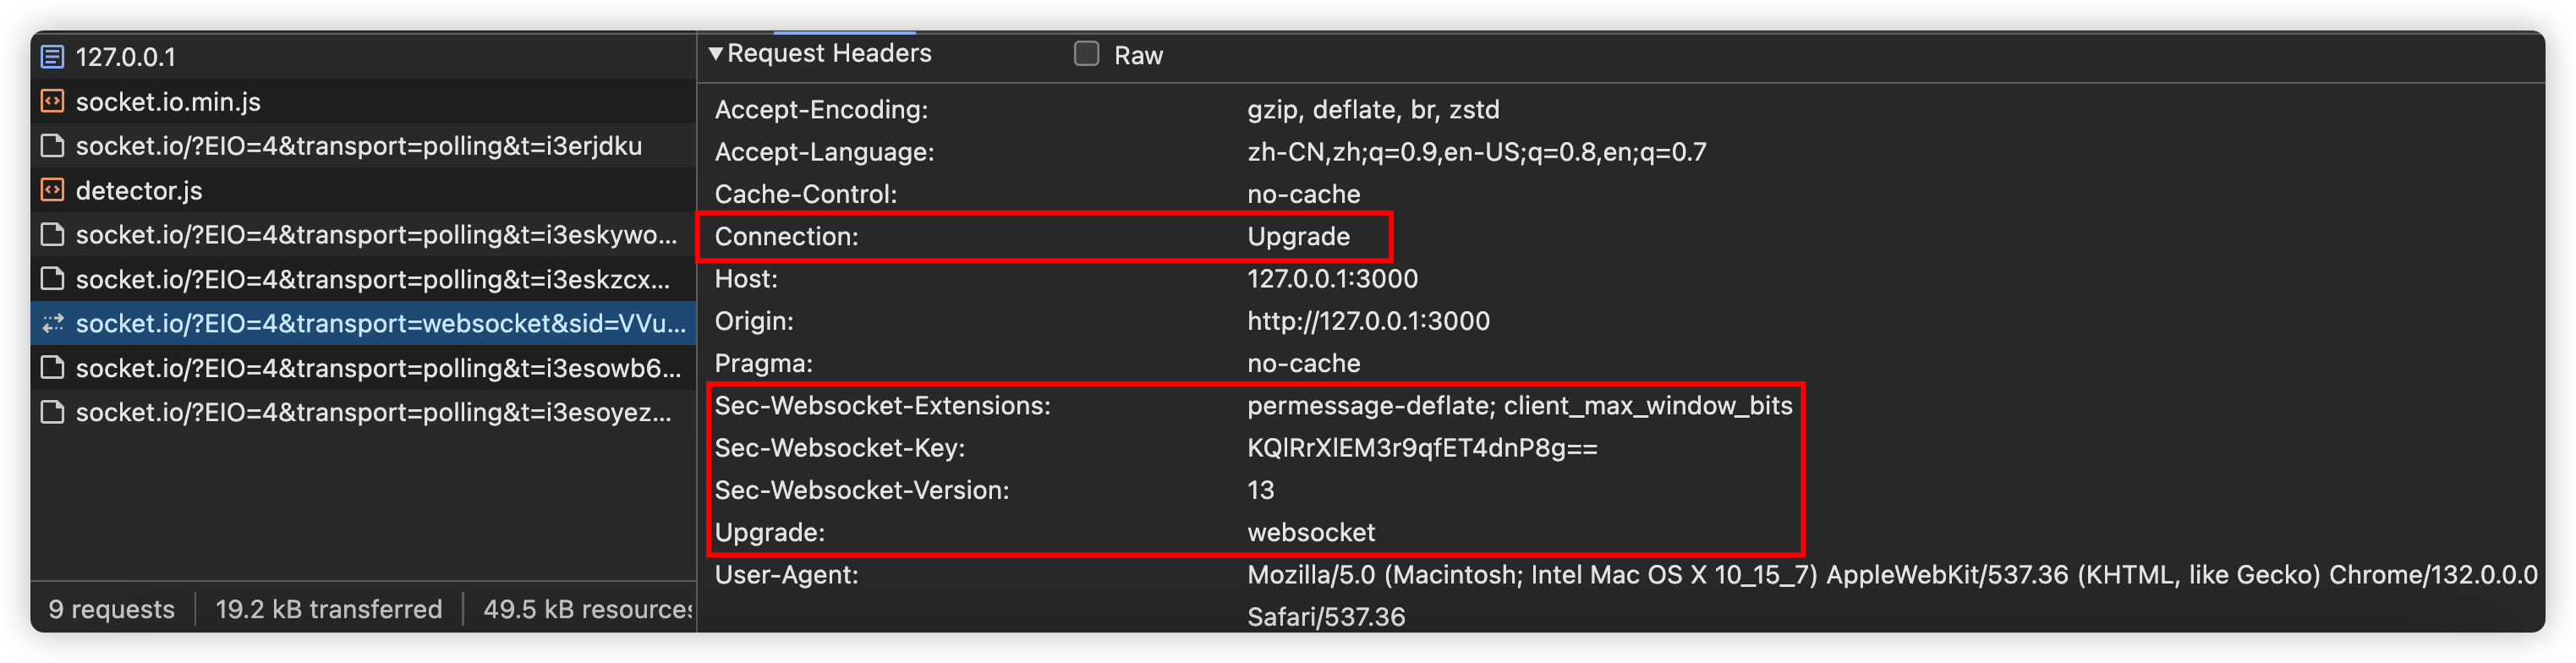 127.0.0.1
socket.io.min.js
socket.io/?EIO=4&transport=polling&t=i3erjdku
detector.js
socket.io/?EIO=4&transport=polling&t=i3eskywo...
socket.io/?EIO=4&transport=polling&t=i3eskzcx...
socket.io/?EIO=4&transport=websocket&sid=VVu...
socket.io/?EIO=4&transport=polling&t=i3esowb6...
socket.io/?EIO=4&transport=polling&t=i3esoyez...
9 requests 19.2 kB transferred 49.5 kB resources
Request Headers Raw
Accept-Encoding: gzip, deflate, br, zstd
Accept-Language: zh-CN,zh;q=0.9,en-US;q=0.8,en;q=0.7
Cache-Control: no-cache
Connection: Upgrade
Host: 127.0.0.1:3000
Origin: http://127.0.0.1:3000
Pragma: no-cache
Sec-Websocket-Extensions: permessage-deflate; client_max_window_bits
Sec-Websocket-Key: KQlRrXlEM3r9qfET4dnP8g==
Sec-Websocket-Version: 13
Upgrade: websocket
User-Agent: Mozilla/5.0 (Macintosh; Intel Mac OS X 10_15_7) AppleWebKit/537.36 (KHTML, like Gecko) Chrome/132.0.0.0
Safari/537.36